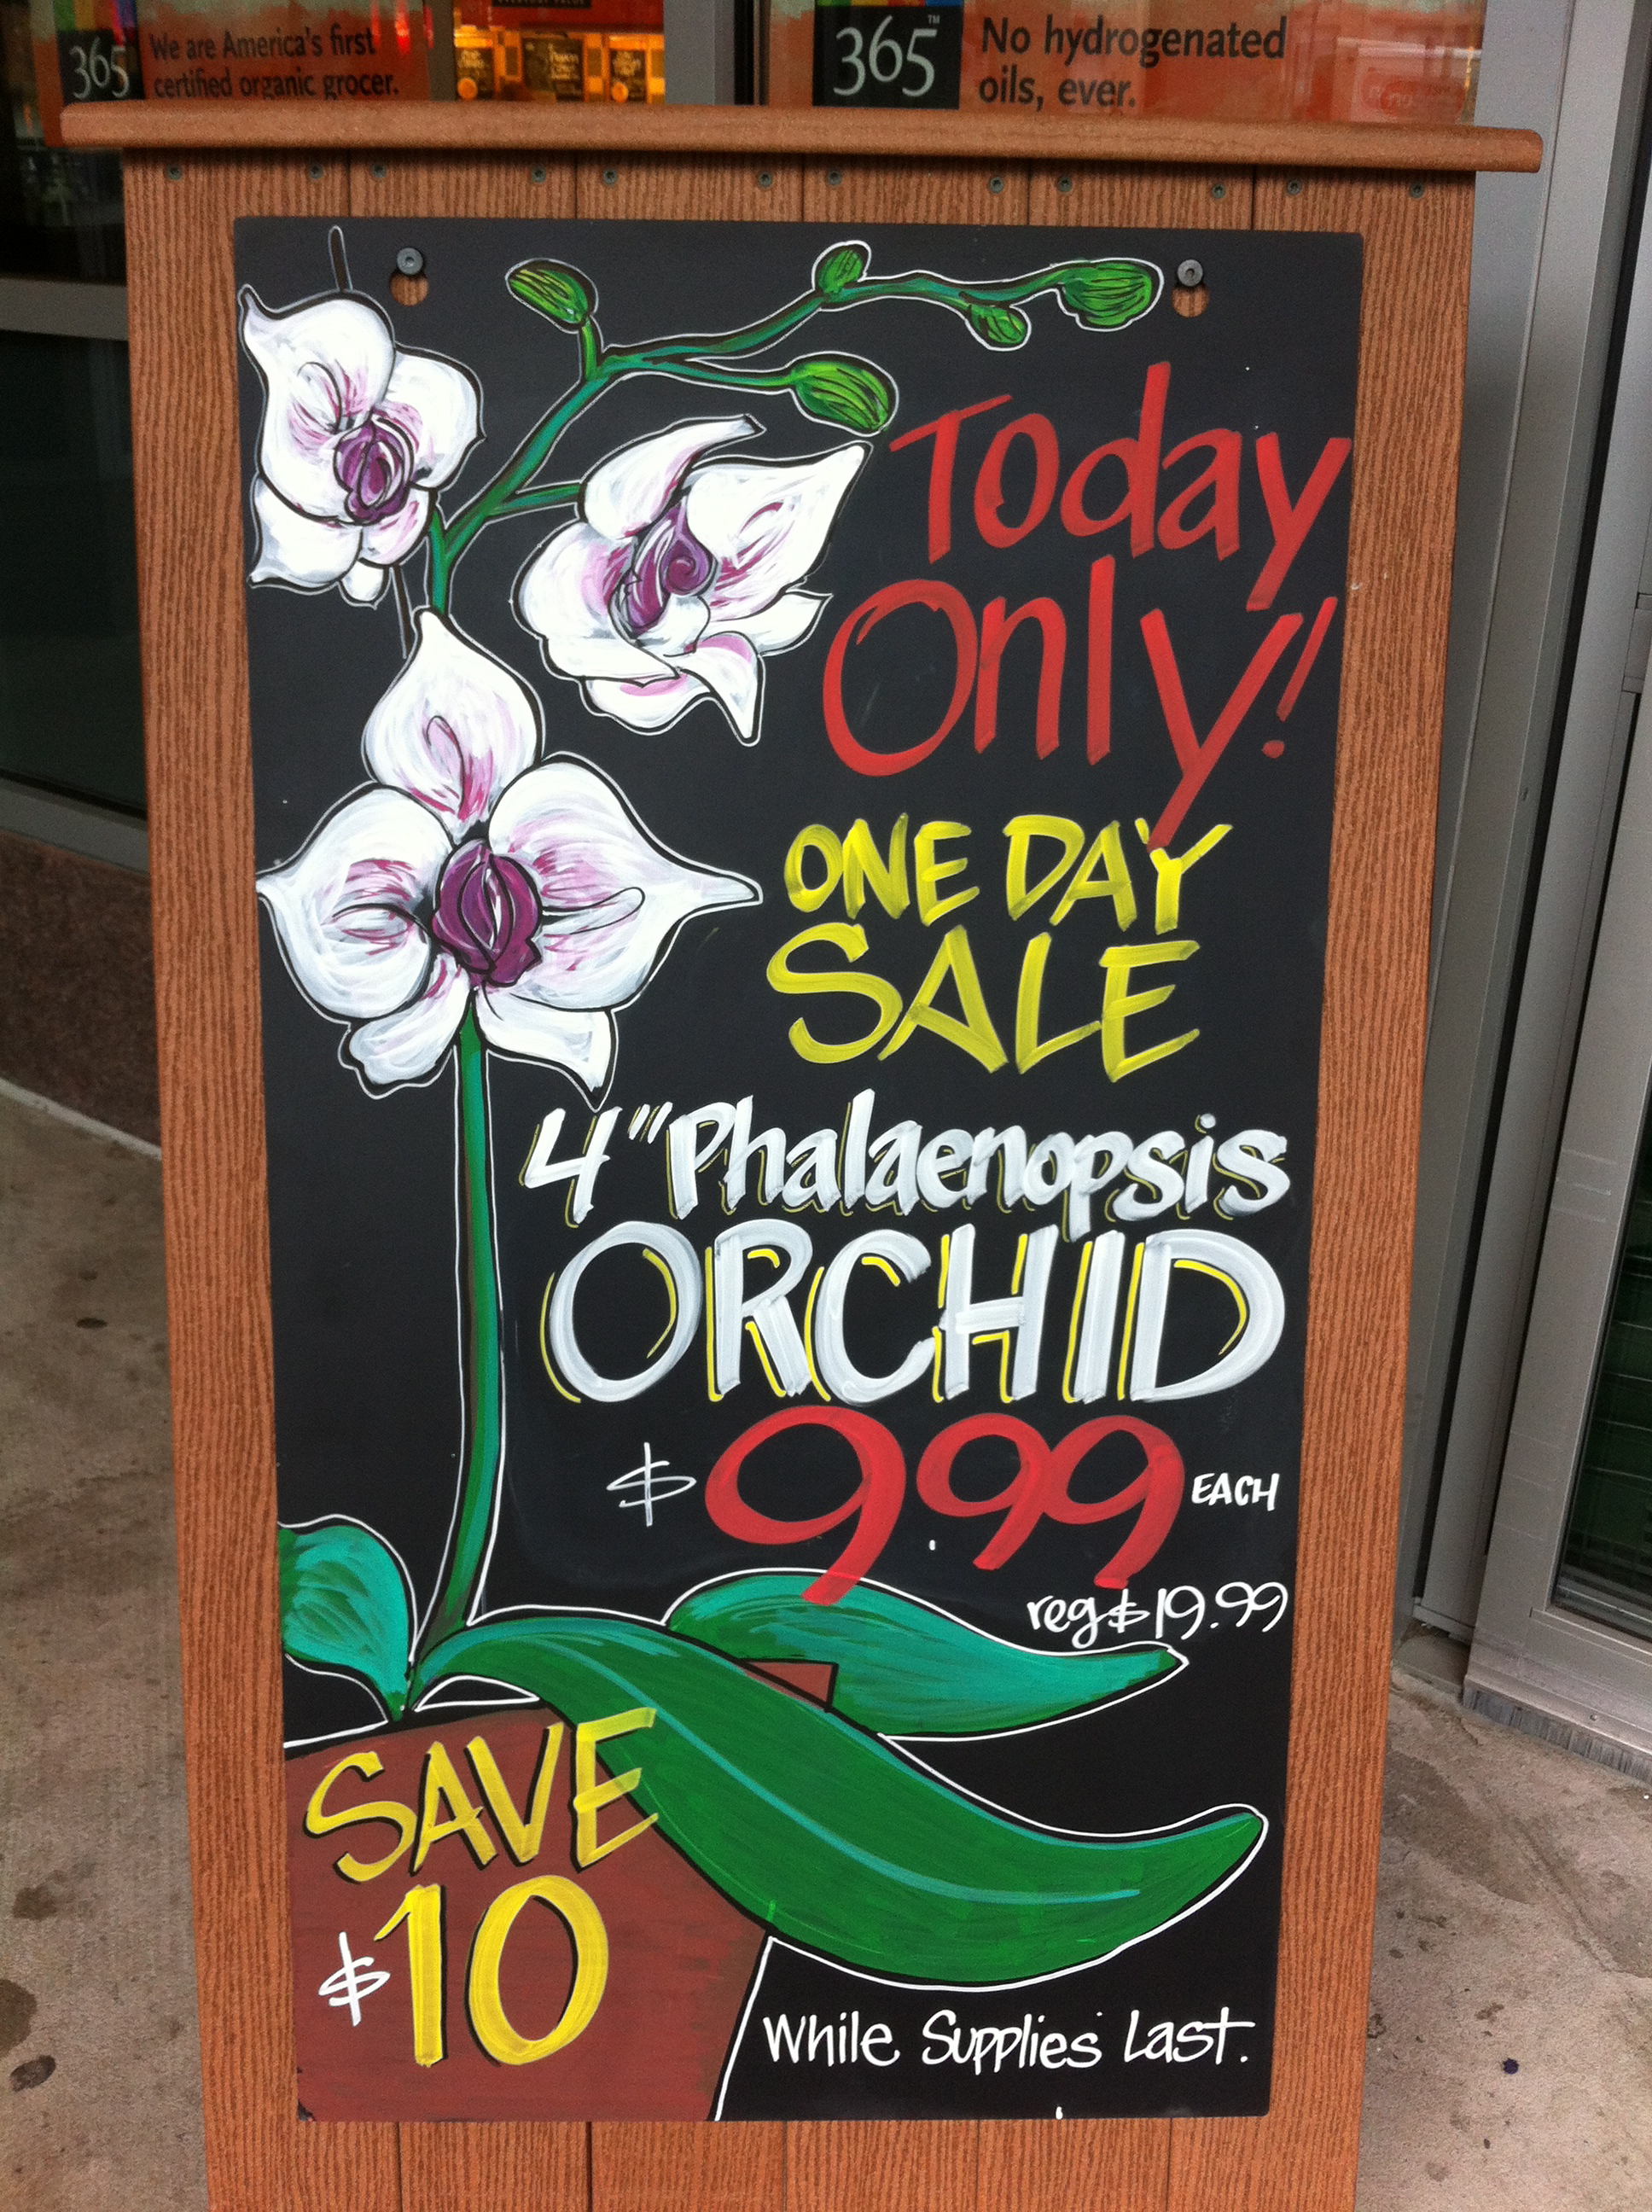 365
We are America's first
certified organic grocer.
365™
No hydrogenated
oils, ever.
Today
Only!
ONE DAY
SALE
4" Phalaenopsis
ORCHID
$9.99 EACH
reg $19.99
SAVE
$10
While Supplies Last.